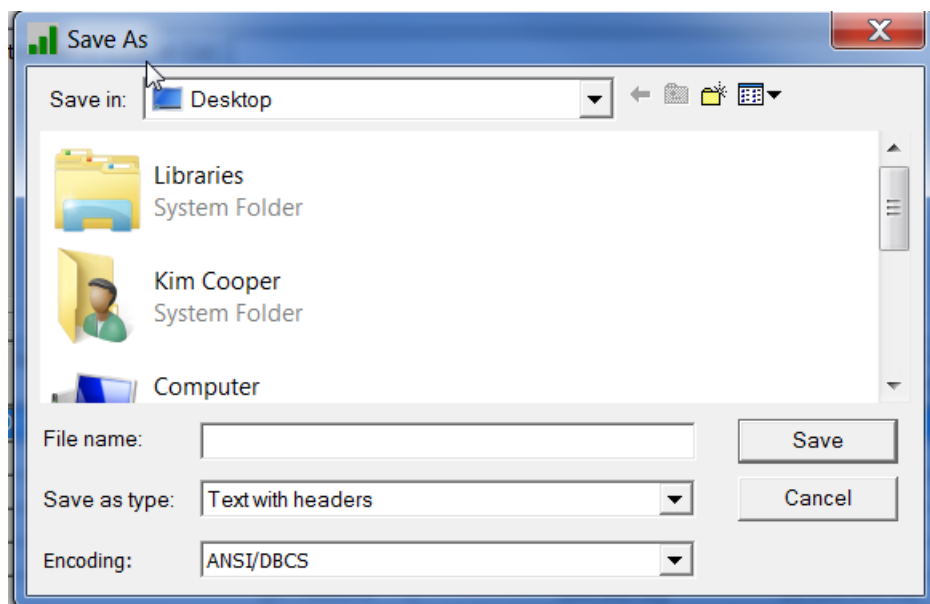 Save As
Save in: Desktop
Libraries
System Folder
Kim Cooper
System Folder
Computer
File name:
Save
Save as type: Text with headers
Cancel
Encoding: ANSI/DBCS